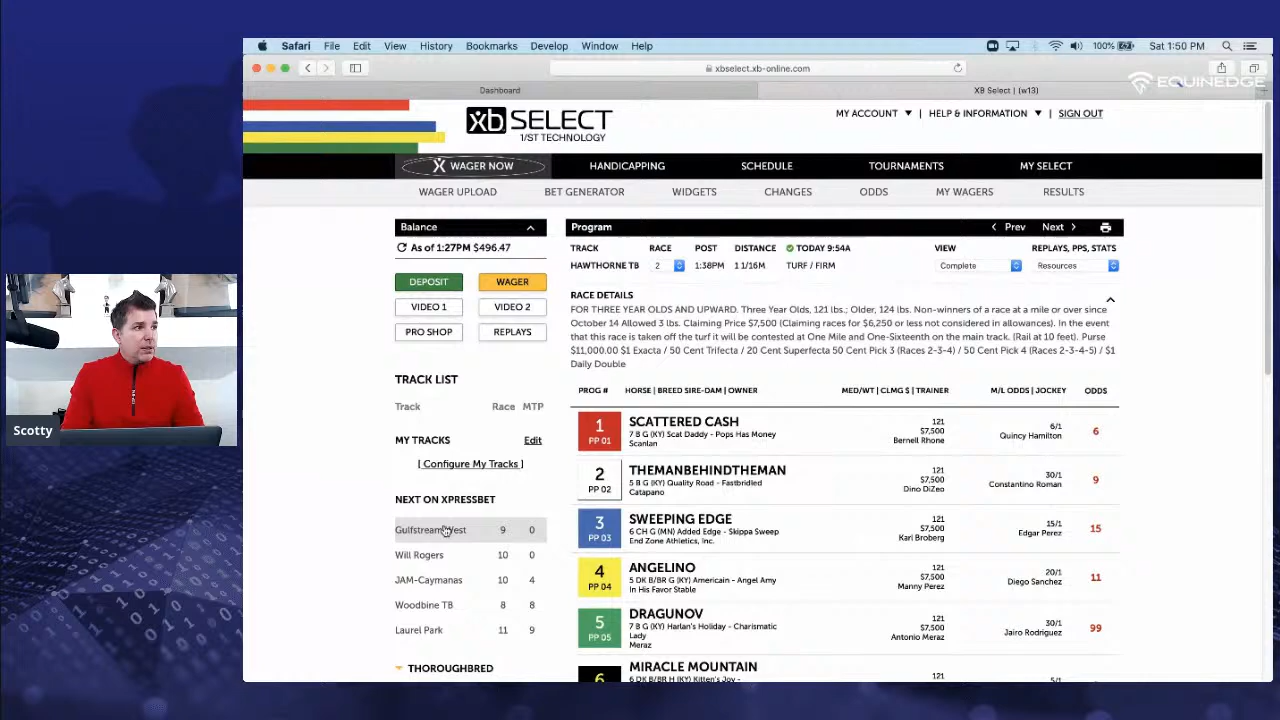 Safari File Edit View History Bookmarks Develop Window Help
100% Sat 1:50 PM
xbselect.xb-online.com
Dashboard
XB Select | (w13)
EQUINEDGE
xb SELECT
1/ST TECHNOLOGY
MY ACCOUNT | HELP & INFORMATION | SIGN OUT
X WAGER NOW HANDICAPPING SCHEDULE TOURNAMENTS MY SELECT
WAGER UPLOAD BET GENERATOR WIDGETS CHANGES ODDS MY WAGERS RESULTS
Balance
As of 1:27PM $496.47
DEPOSIT WAGER
VIDEO 1 VIDEO 2
PRO SHOP REPLAYS
TRACK LIST
Track Race MTP
MY TRACKS Edit
[ Configure My Tracks ]
NEXT ON XPRESSBET
Gulfstream West 9 0
Will Rogers 10 0
JAM-Caymanas 10 4
Woodbine TB 8 8
Laurel Park 11 9
THOROUGHBRED
Program Prev Next
TRACK RACE POST DISTANCE TODAY 9:54A VIEW REPLAYS, PPS, STATS
HAWTHORNE TB 2 1:38PM 1 1/16M TURF / FIRM Complete Resources
RACE DETAILS
FOR THREE YEAR OLDS AND UPWARD. Three Year Olds, 121 lbs.; Older, 124 lbs. Non-winners of a race at a mile or over since
October 14 Allowed 3 lbs. Claiming Price $7,500 (Claiming races for $6,250 or less not considered in allowances). In the event
that this race is taken off the turf it will be contested at One Mile and One-Sixteenth on the main track. (Rail at 10 feet). Purse
$11,000.00 $1 Exacta / 50 Cent Trifecta / 20 Cent Superfecta 50 Cent Pick 3 (Races 2-3-4) / 50 Cent Pick 4 (Races 2-3-4-5) / $1
Daily Double
PROG # HORSE | BREED SIRE-DAM | OWNER MED/WT | CLMG $ | TRAINER M/L ODDS | JOCKEY ODDS
1
PP 01
SCATTERED CASH
7 B G (KY) Scat Daddy - Pops Has Money
Scanlan
121
$7,500
Bernell Rhone
6/1
Quincy Hamilton
6
2
PP 02
THEMANBEHINDTHEMAN
5 B G (KY) Quality Road - Fastbridled
Catapano
121
$7,500
Dino DiZeo
30/1
Constantino Roman
9
3
PP 03
SWEEPING EDGE
6 CH G (MN) Added Edge - Skippa Sweep
End Zone Athletics, Inc.
121
$7,500
Karl Broberg
15/1
Edgar Perez
15
4
PP 04
ANGELINO
5 DK B/BR G (KY) Americain - Angel Amy
In His Favor Stable
121
$7,500
Manny Perez
20/1
Diego Sanchez
11
5
PP 05
DRAGUNOV
7 B G (KY) Harlan's Holiday - Charismatic
Lady
Meraz
121
$7,500
Antonio Meraz
30/1
Jairo Rodriguez
99
6
MIRACLE MOUNTAIN
6 DK B/BR H (KY) Kitten's Joy -
121
5/1
Scotty